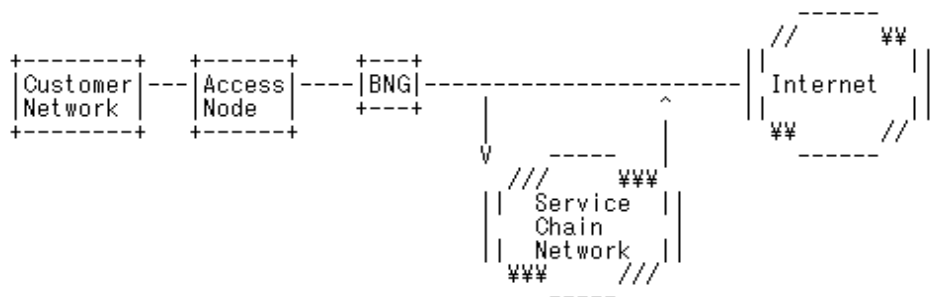 Customer Network
Access Node
BNG
Internet
Service
Chain
Network